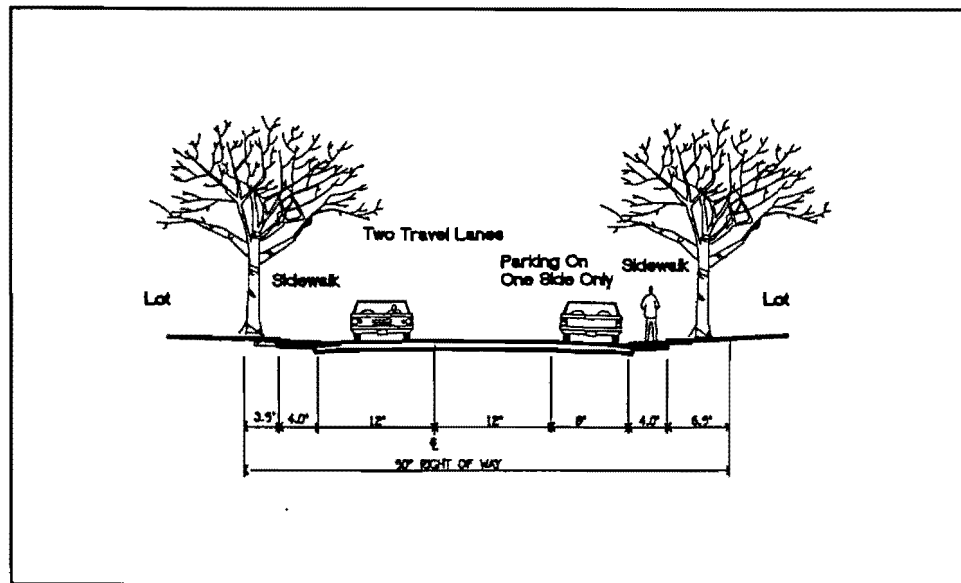 Two Travel Lanes
Parking On
One Side Only
Sidewalk
Sidewalk
Lot
Lot
3.5'
4.0'
12'
12'
8'
4.0'
6.5'
℄
50' RIGHT OF WAY